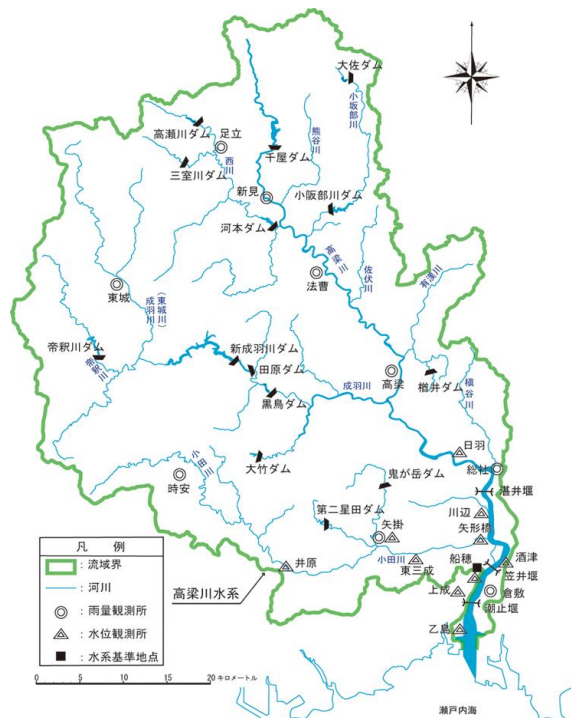 大佐ダム
小坂部川
高瀬川ダム
足立
熊谷川
千屋ダム
三室川ダム
西川
新見
小阪部川ダム
河本ダム
高梁川
佐伏川
有漢川
法曹
東城
(東城川)
成羽川
帝釈川ダム
帝釈川
新成羽川ダム
田原ダム
黒鳥ダム
成羽川
高梁
楢井ダム
槙谷川
日羽
総社
大竹ダム
小田川
時安
鬼が岳ダム
湛井堰
第二星田ダム
矢掛
川辺
矢形橋
小田川
東三成
船穂
酒津
笠井堰
井原
上成
倉敷
潮止堰
乙島
高梁川水系
凡 例
:流域界
:河川
:雨量観測所
:水位観測所
:水系基準地点
0 5 10 15 20 キロメートル
瀬戸内海